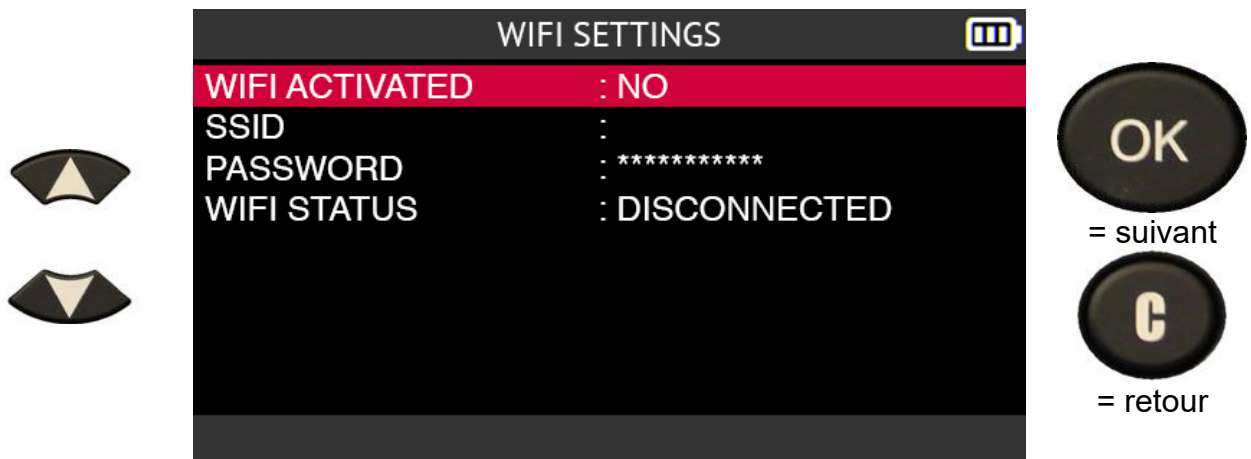 WIFI SETTINGS
WIFI ACTIVATED : NO
SSID :
PASSWORD : ***********
WIFI STATUS : DISCONNECTED
OK
= suivant
C
= retour